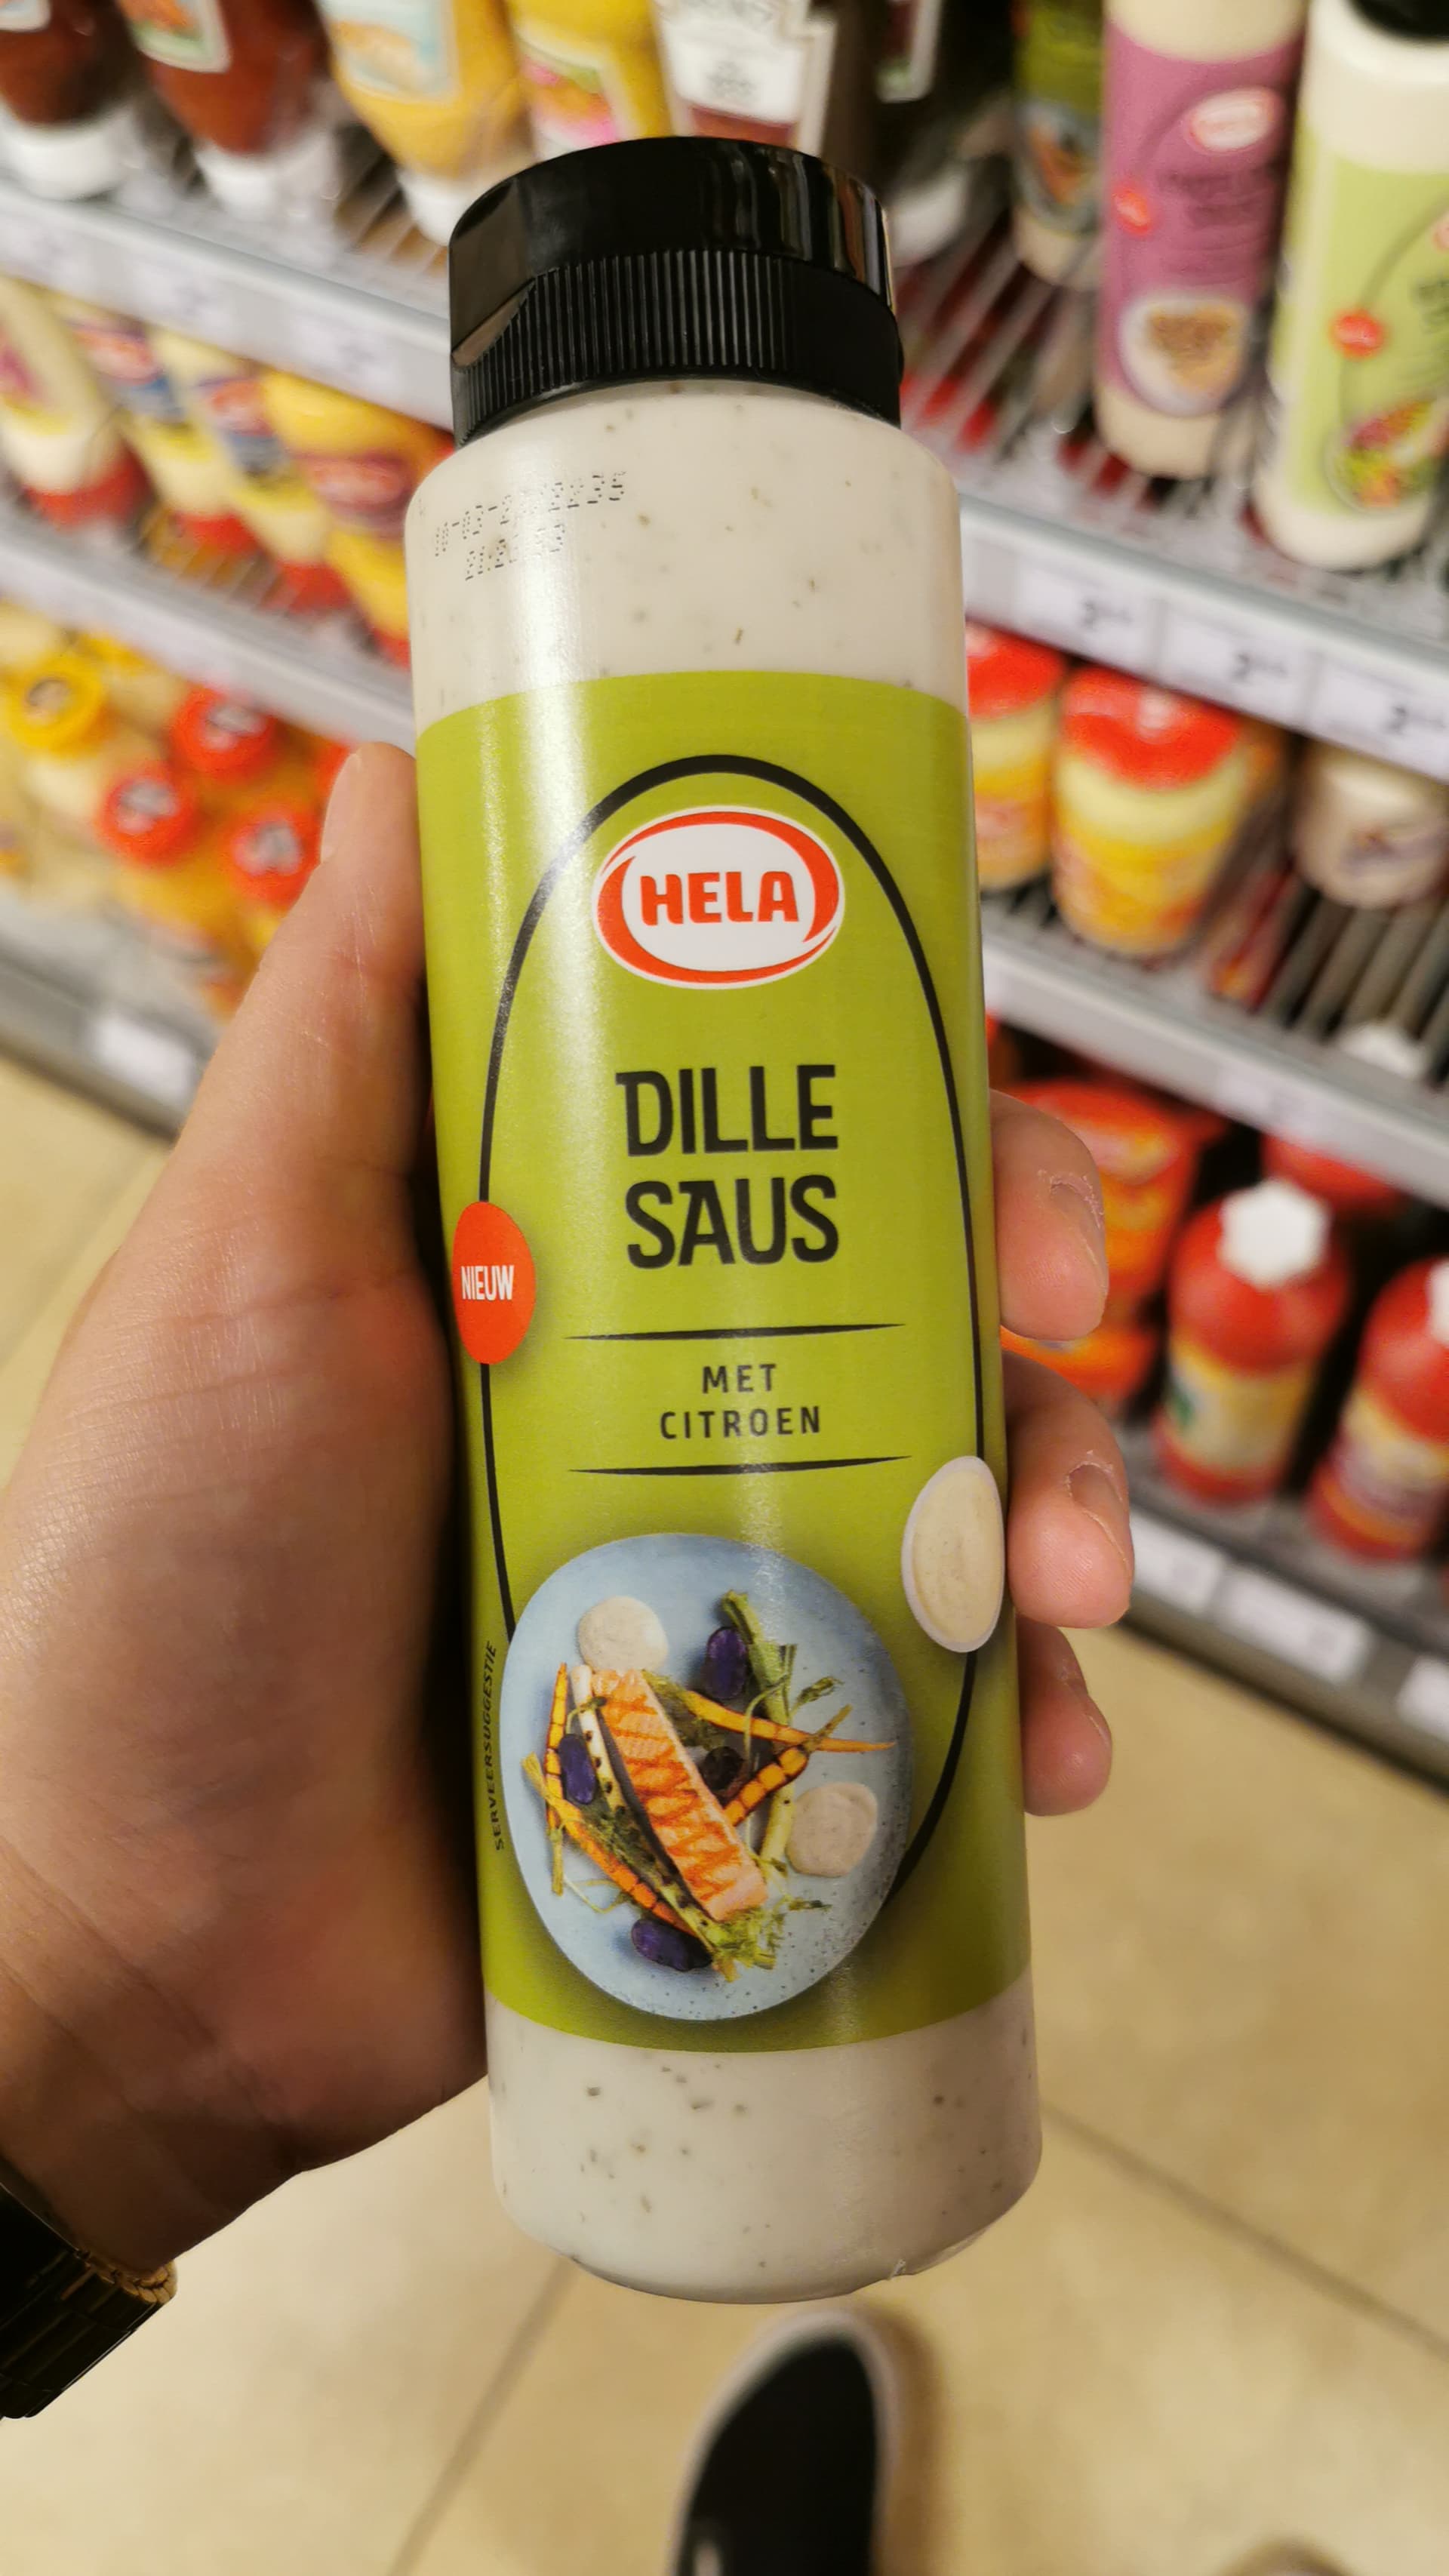 HELA
DILLE
SAUS
NIEUW
MET
CITROEN
SERVEERSUGGESTIE